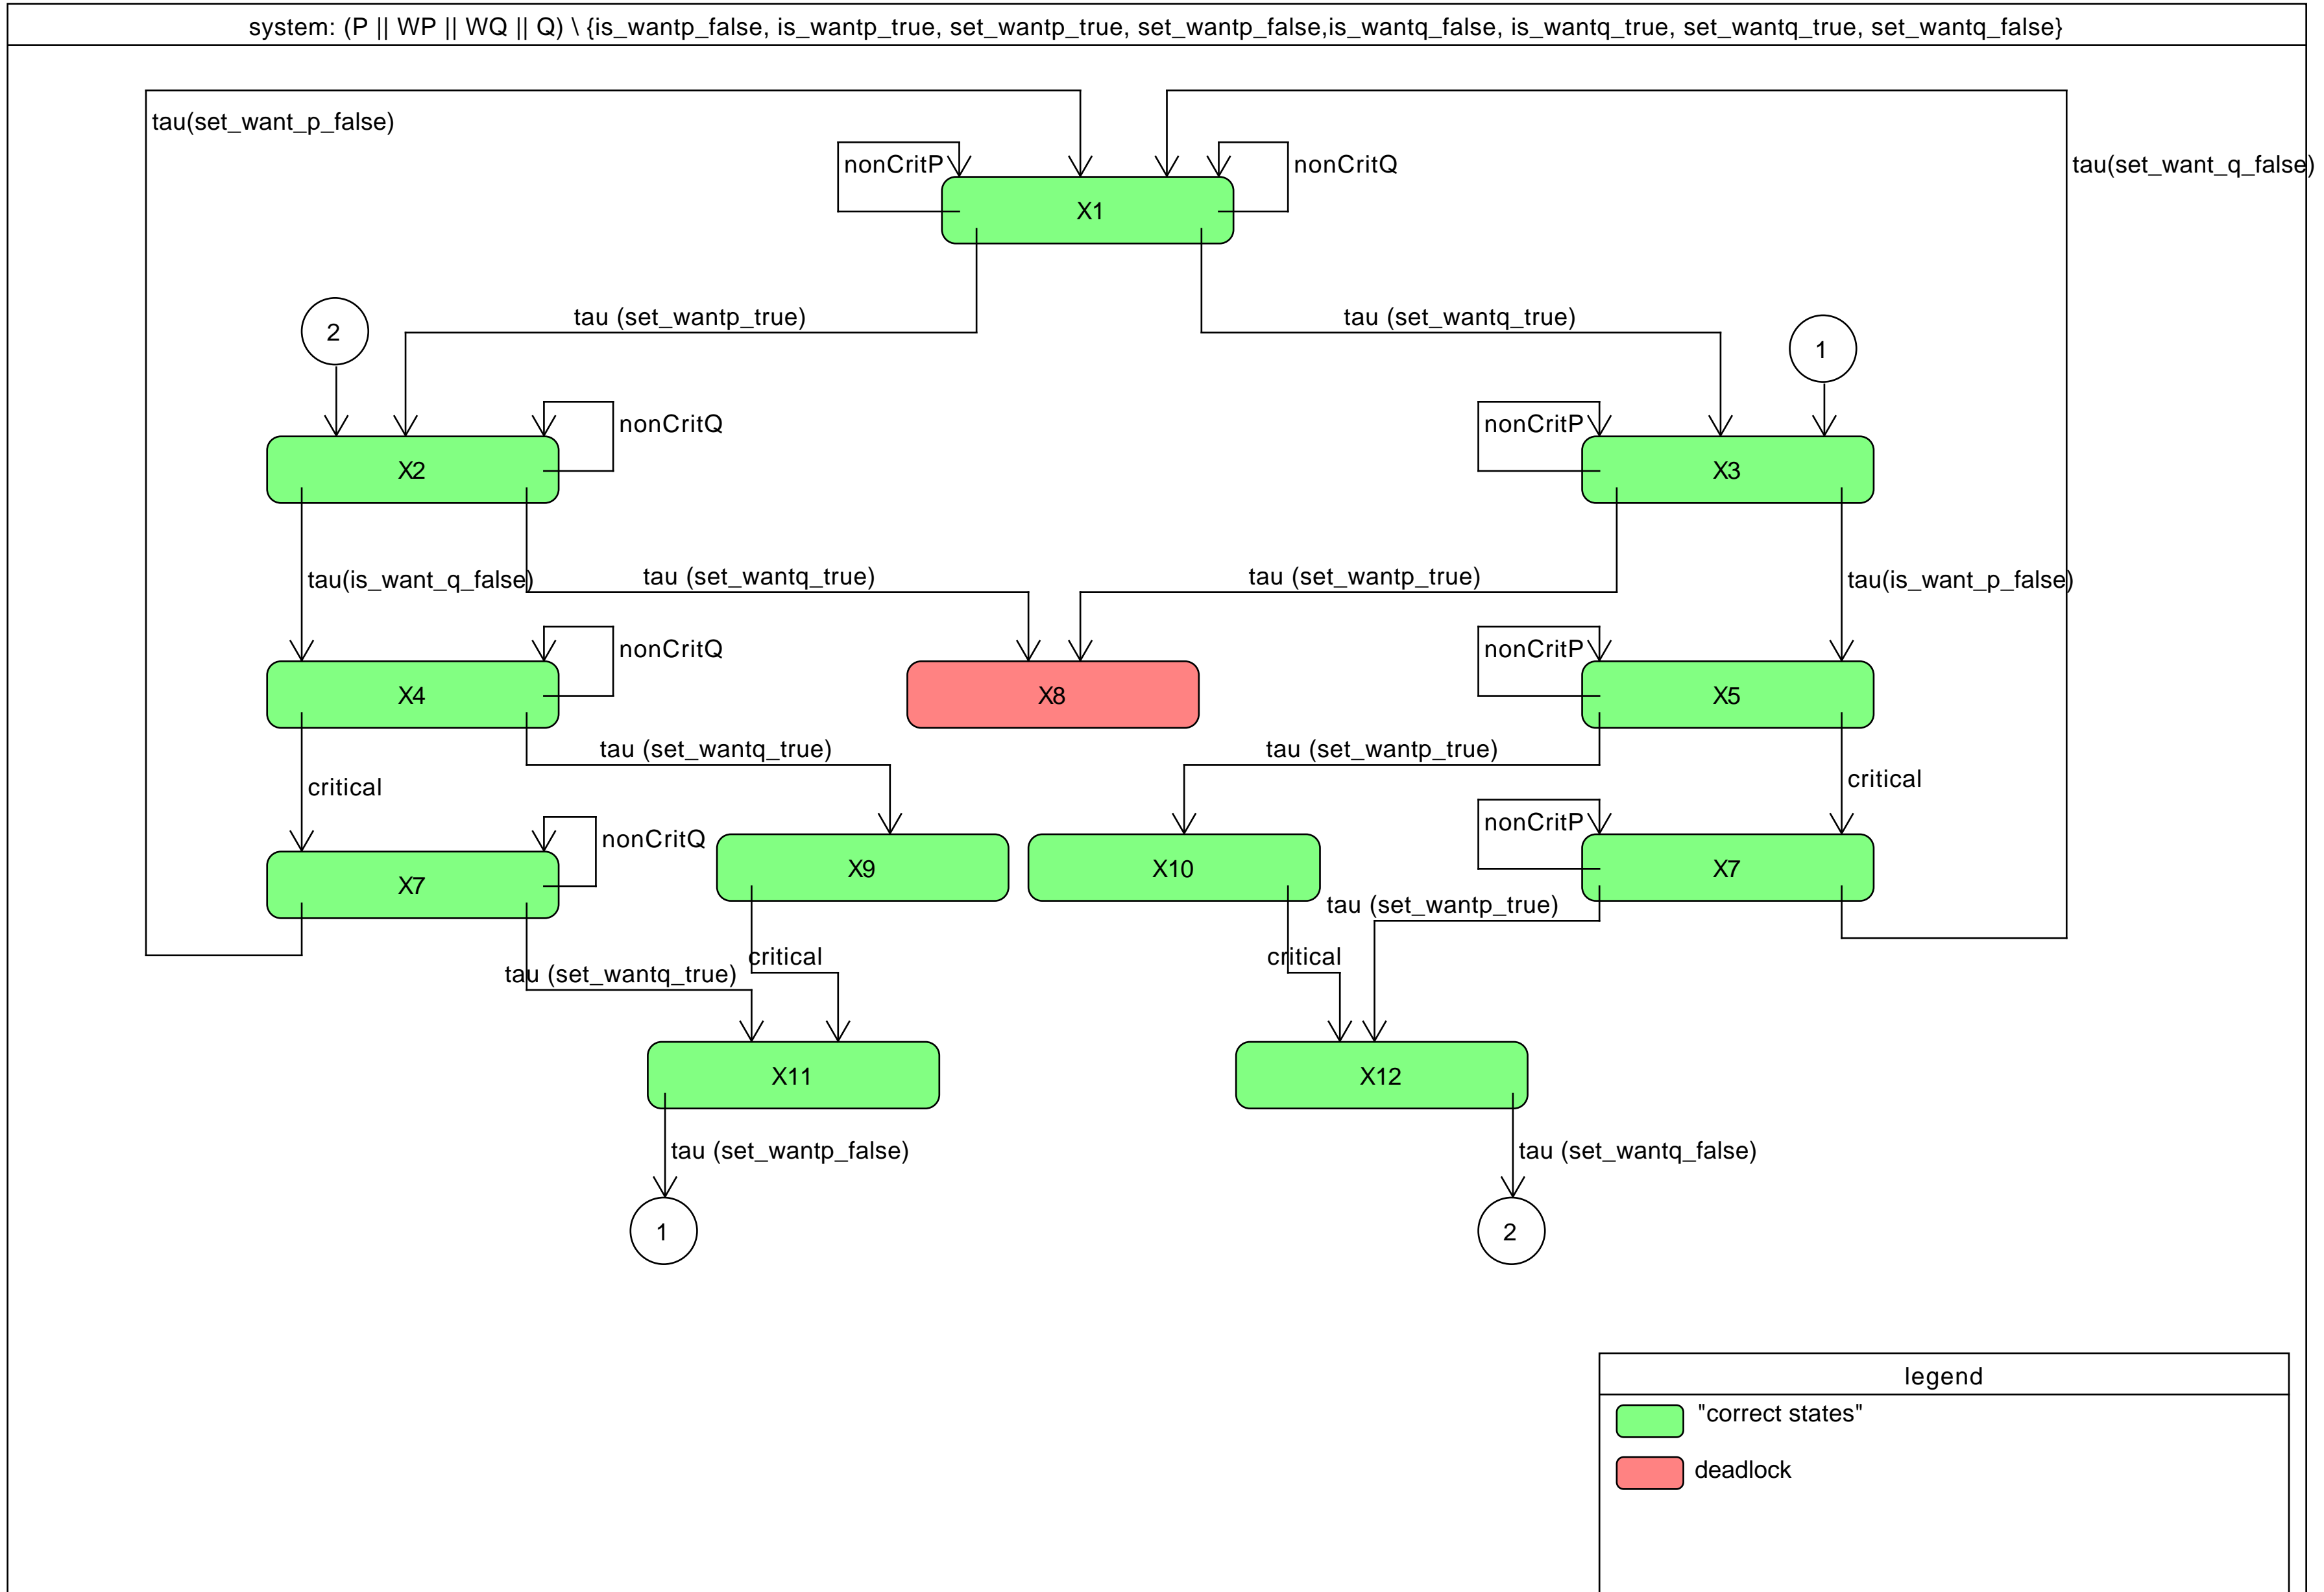 system: (P || WP || WQ || Q) \ {is_wantp_false, is_wantp_true, set_wantp_true, set_wantp_false,is_wantq_false, is_wantq_true, set_wantq_true, set_wantq_false}
tau(set_want_p_false)
nonCritP
nonCritQ
tau(set_want_q_false)
X1
tau (set_wantp_true)
tau (set_wantq_true)
2
1
nonCritQ
nonCritP
X2
X3
tau(is_want_q_false)
tau (set_wantq_true)
tau (set_wantp_true)
tau(is_want_p_false)
nonCritQ
nonCritP
X4
X8
X5
tau (set_wantq_true)
tau (set_wantp_true)
critical
critical
nonCritQ
nonCritP
X7
X9
X10
X7
tau (set_wantp_true)
critical
critical
tau (set_wantq_true)
X11
X12
tau (set_wantp_false)
tau (set_wantq_false)
1
2
legend
"correct states"
deadlock